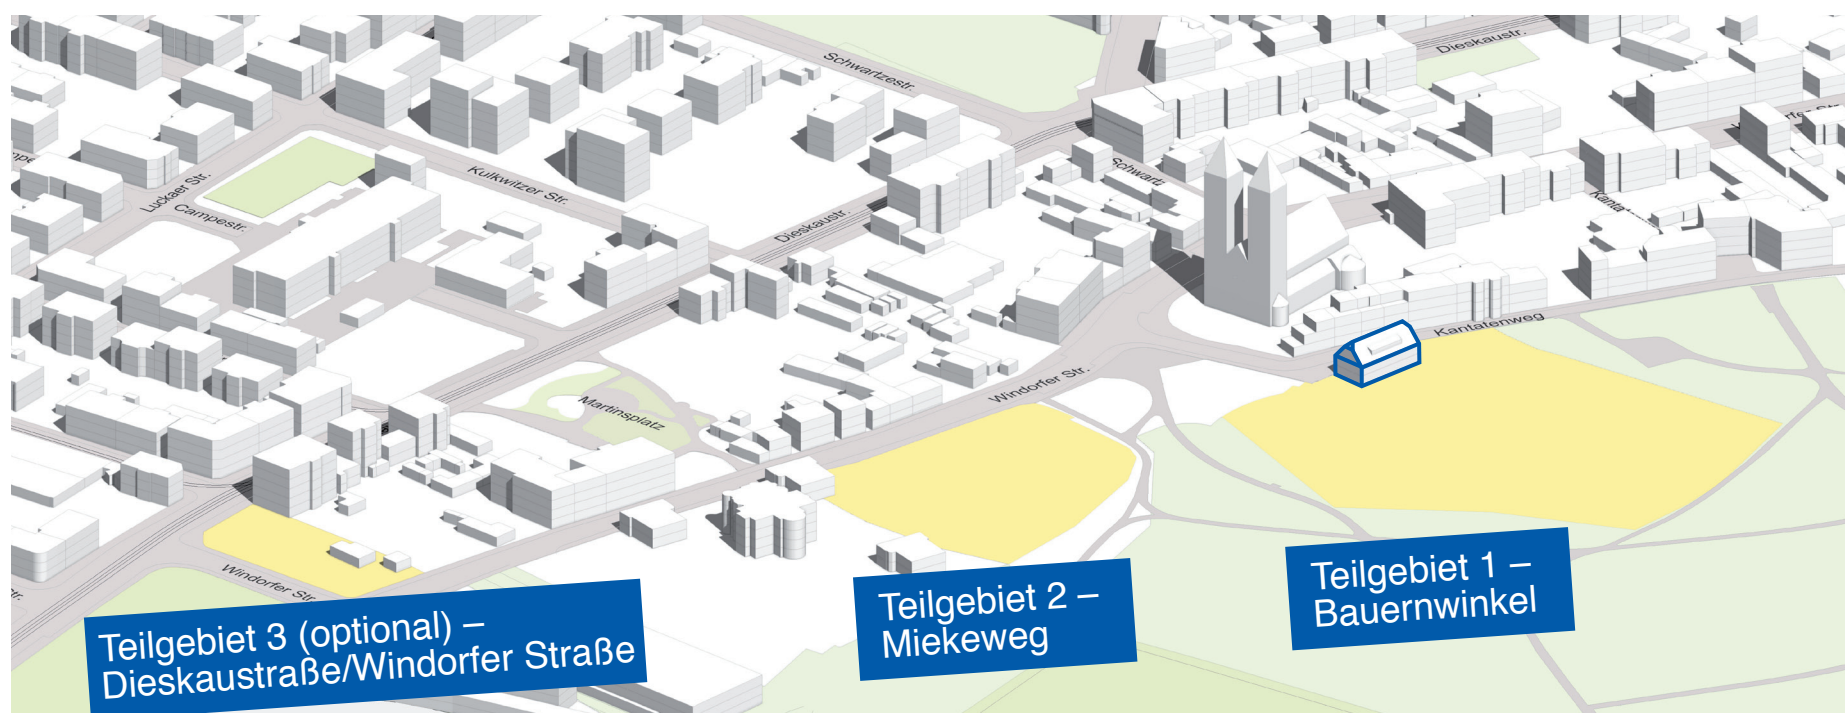 Dieskaustr.
Schwartzestr.
Kulkwitzer Str.
Luckaer Str.
Campestr.
Dieskaustr.
Kantatenweg
Windorfer Str.
Martinsplatz
Windorfer Str.
Teilgebiet 1 –
Bauernwinkel
Teilgebiet 2 –
Miekeweg
Teilgebiet 3 (optional) –
Dieskaustraße/Windorfer Straße